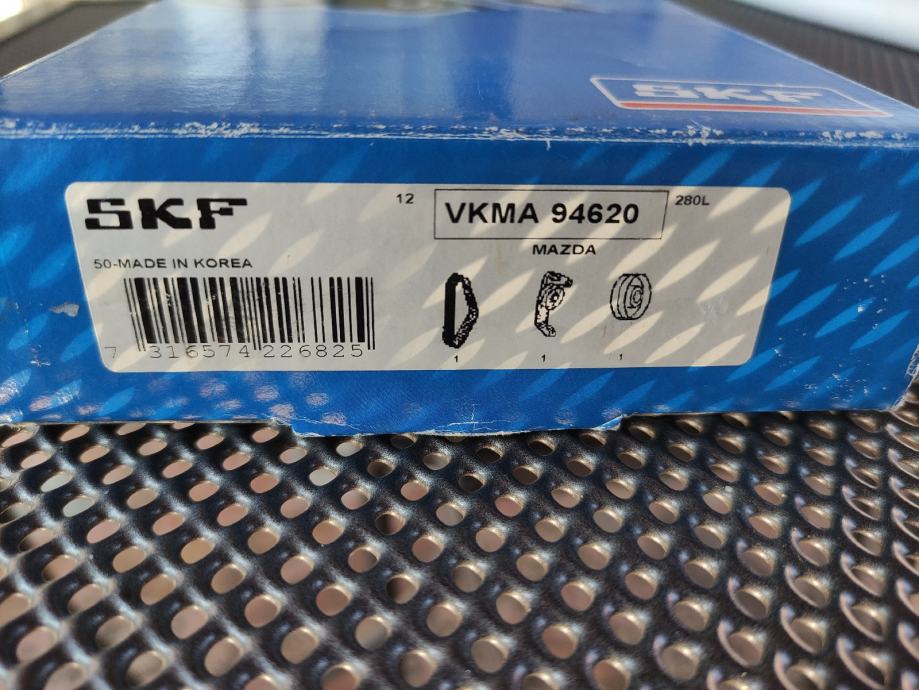 SKF
SKF
12
VKMA 94620
280L
MAZDA
50-MADE IN KOREA
7 316574 226825
1 1 1